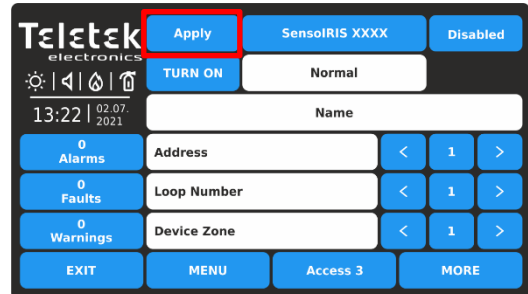 Teletek
electronics
13:22 02.07.
2021
Apply
SensoIRIS XXXX
Disabled
TURN ON
Normal
Name
0
Alarms
Address
<
1
>
0
Faults
Loop Number
<
1
>
0
Warnings
Device Zone
<
1
>
EXIT
MENU
Access 3
MORE